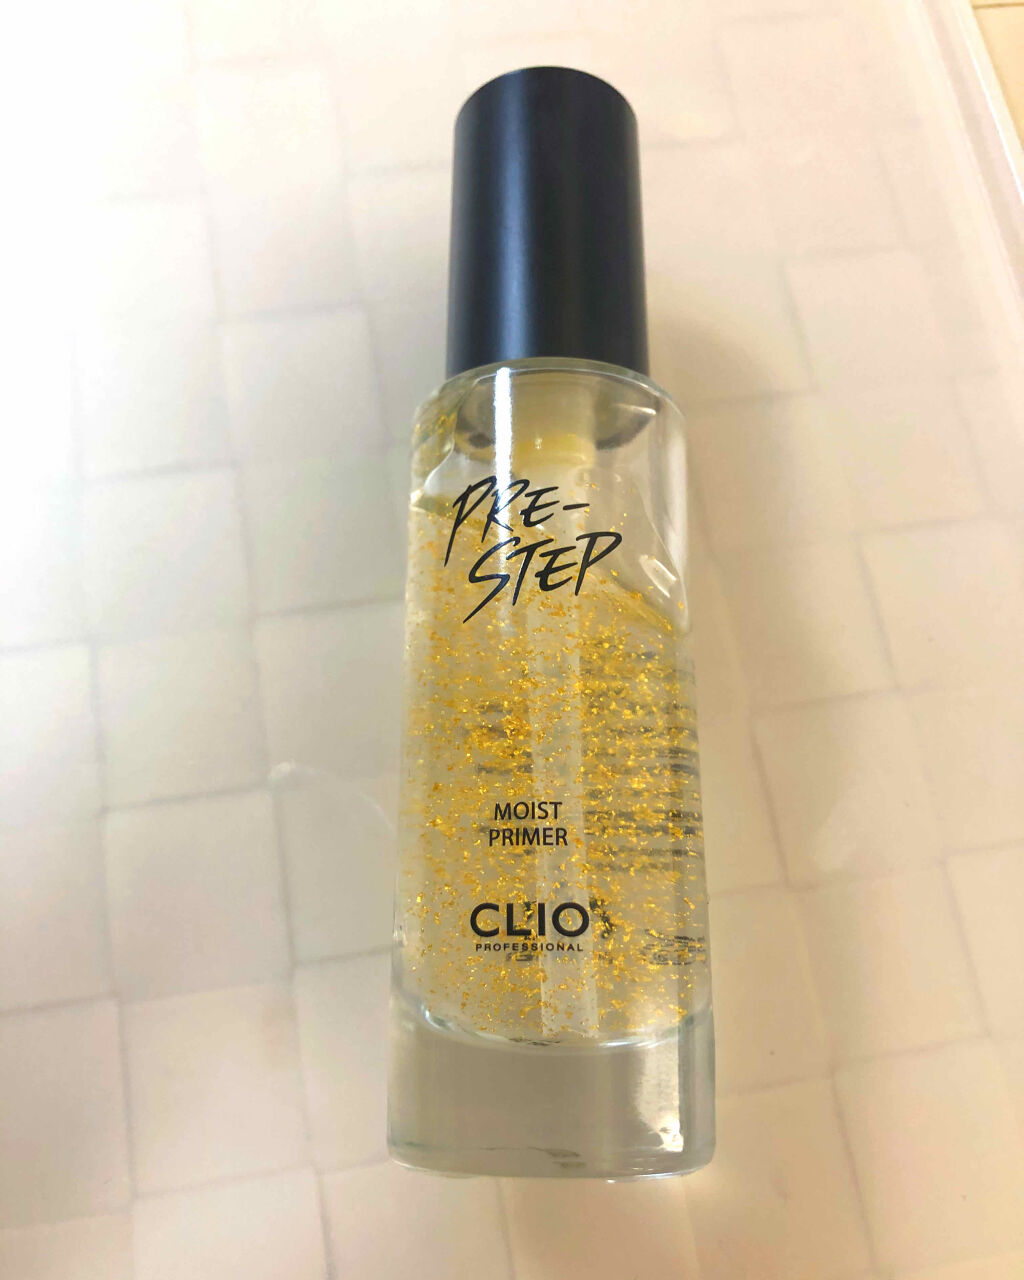 PRE-
STEP
MOIST
PRIMER
CLIO
PROFESSIONAL